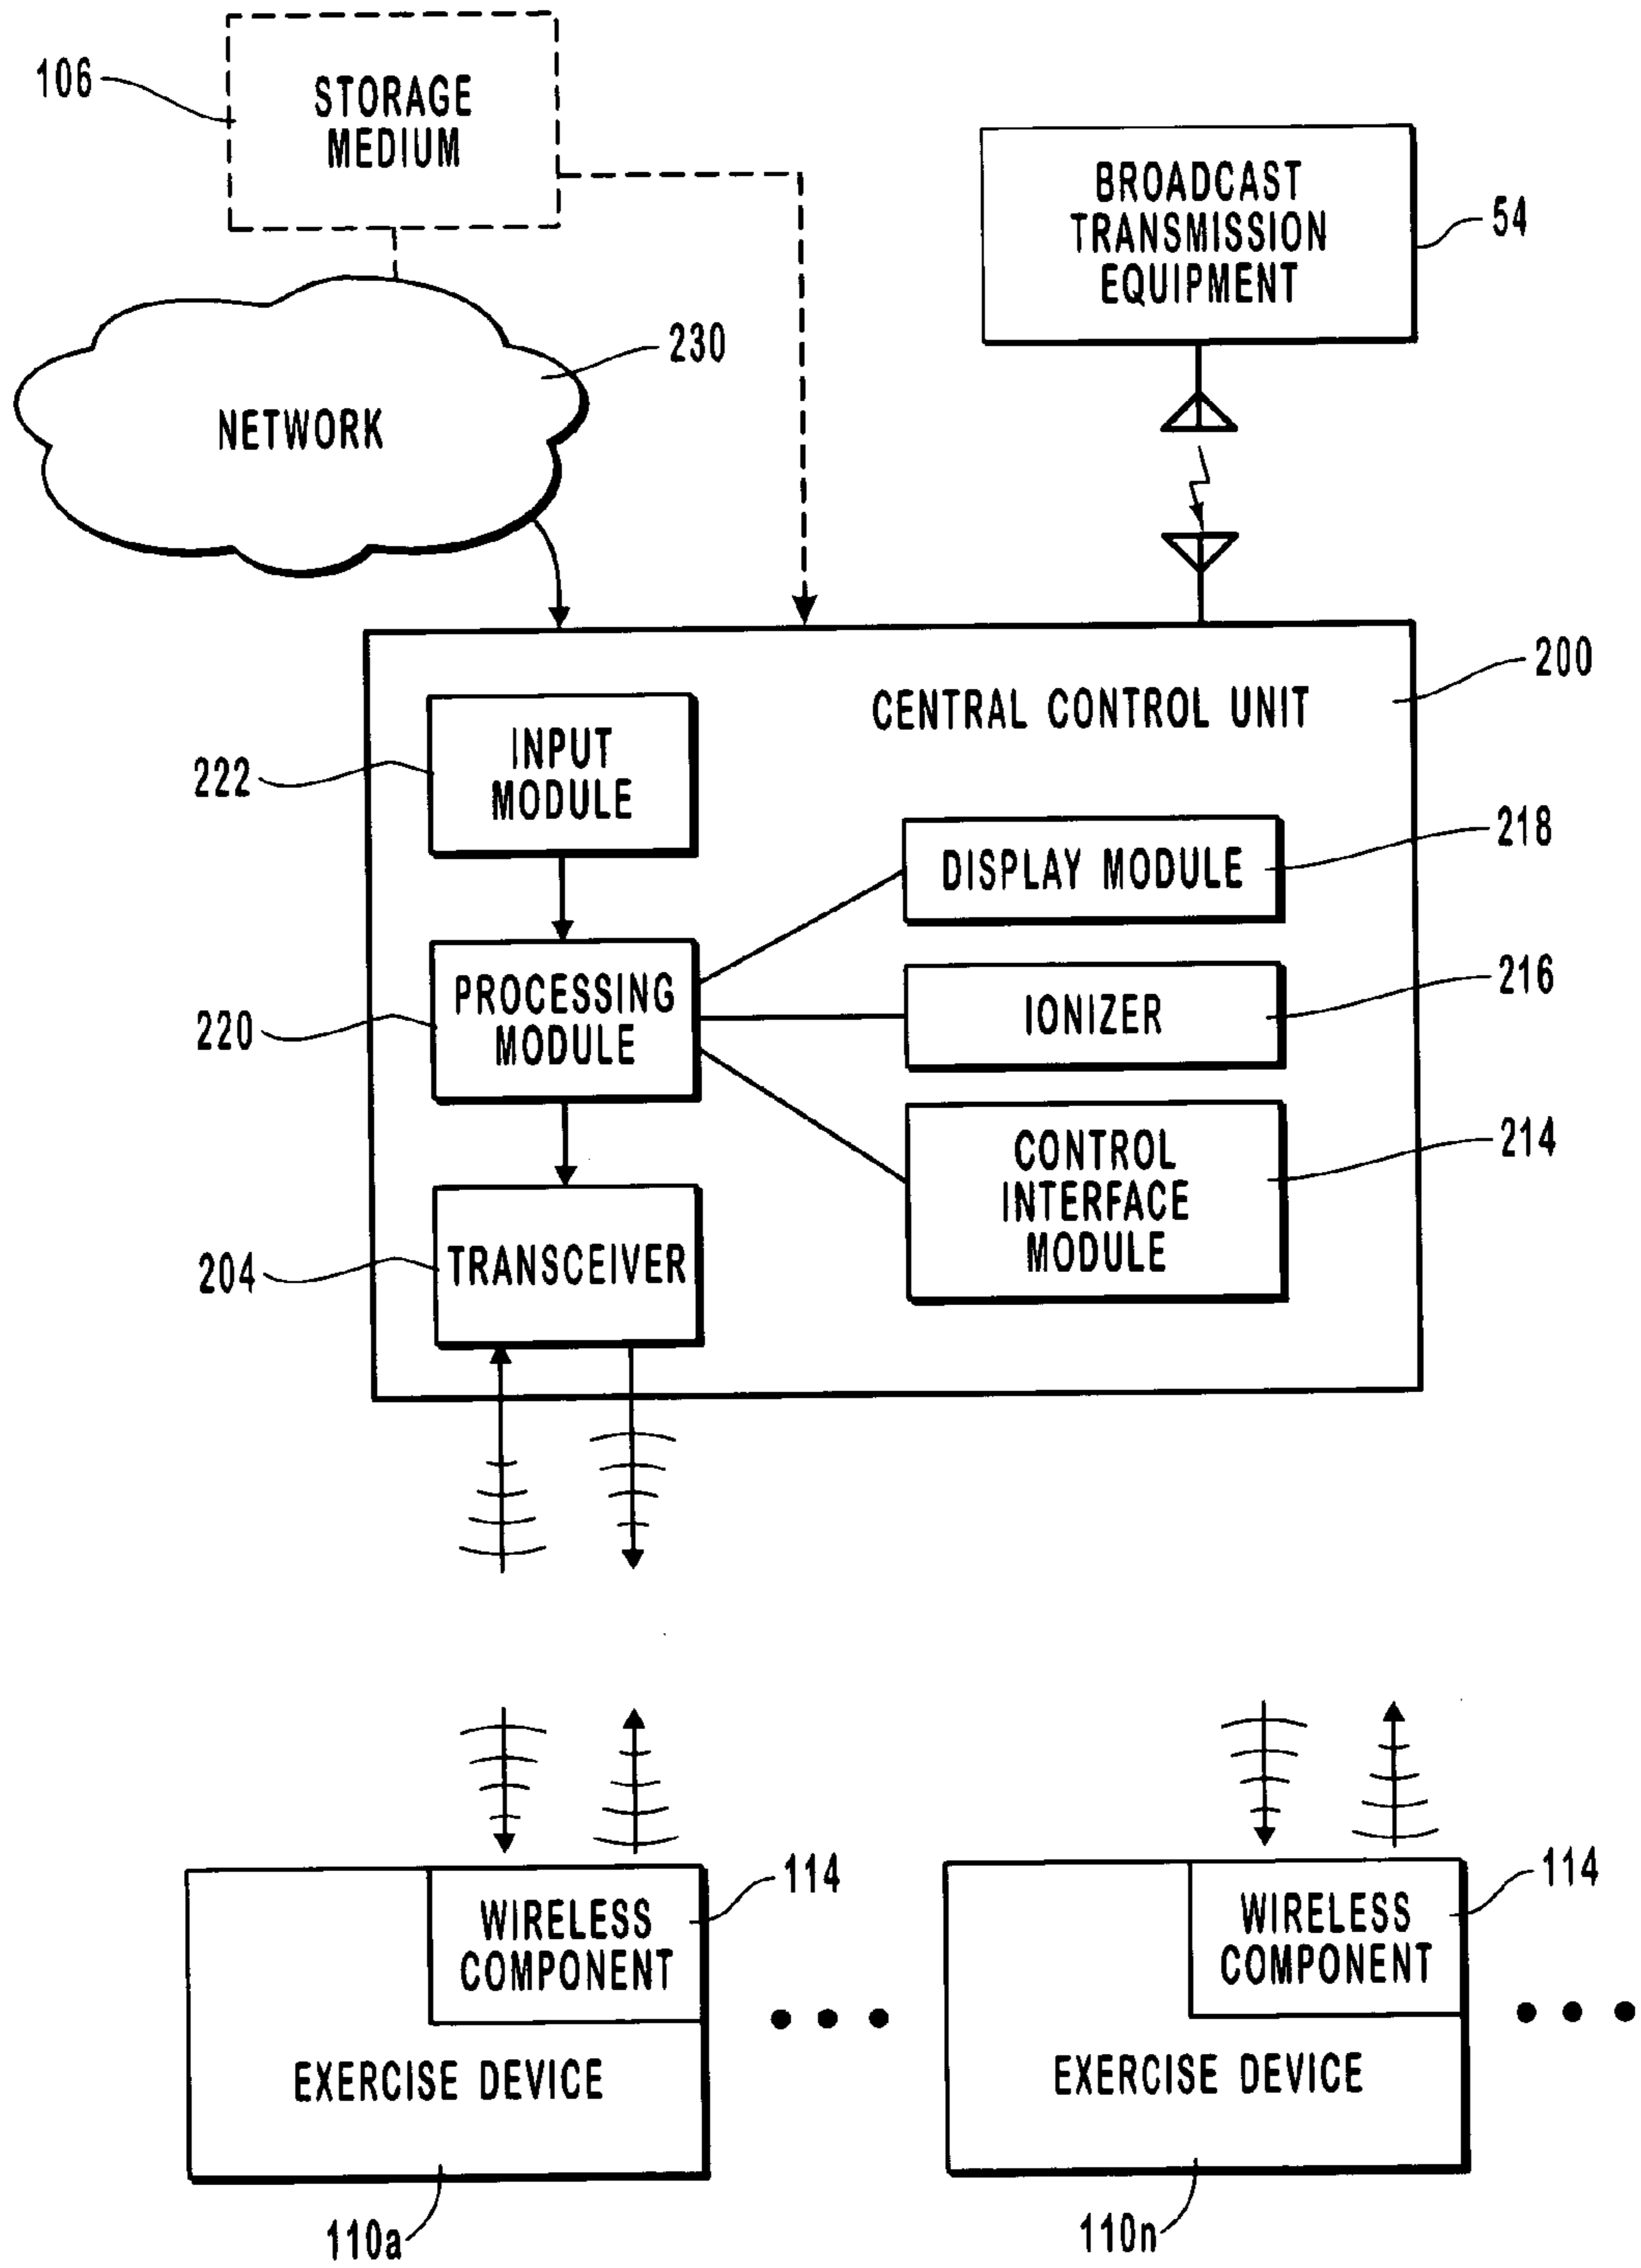 106
STORAGE
MEDIUM
BROADCAST
TRANSMISSION
EQUIPMENT
54
230
NETWORK
200
CENTRAL CONTROL UNIT
INPUT
MODULE
222
218
DISPLAY MODULE
PROCESSING
MODULE
220
216
IONIZER
CONTROL
INTERFACE
MODULE
214
204
TRANSCEIVER
114
WIRELESS
COMPONENT
EXERCISE DEVICE
110a
114
WIRELESS
COMPONENT
EXERCISE DEVICE
110n